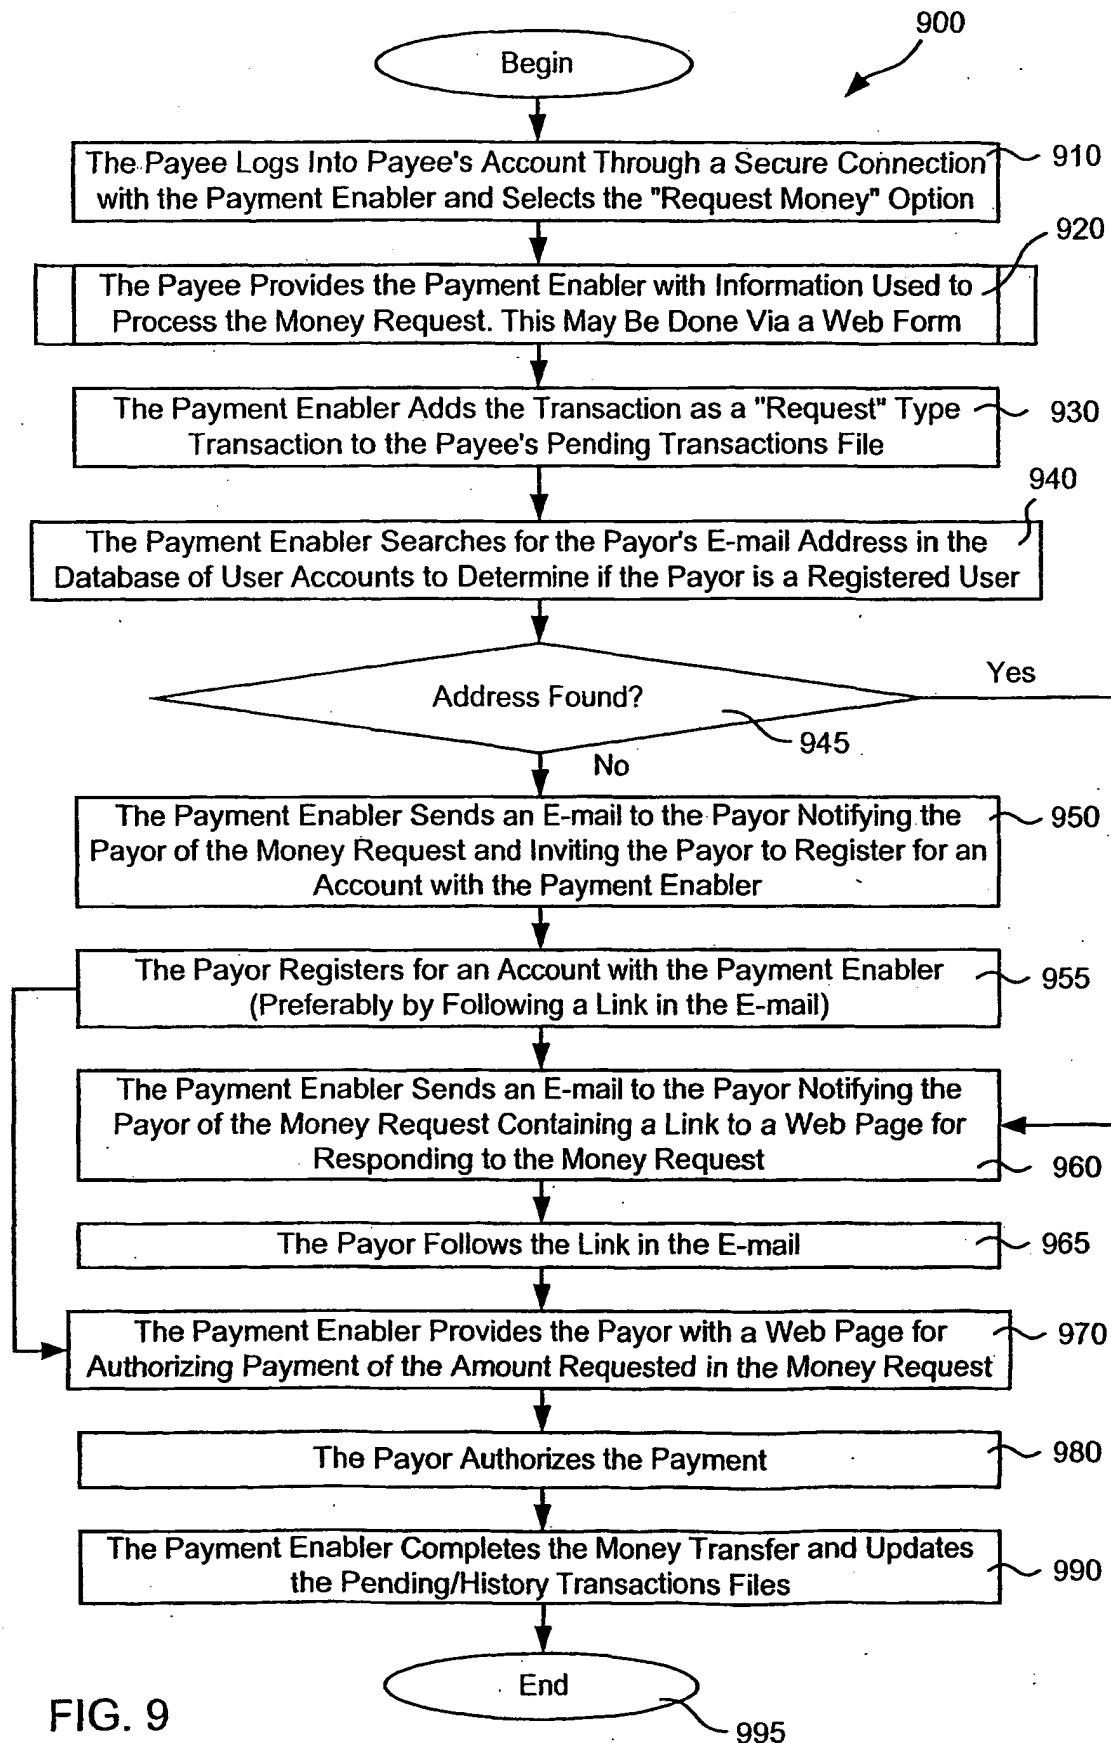 900
Begin
The Payee Logs Into Payee's Account Through a Secure Connection
with the Payment Enabler and Selects the "Request Money" Option
910
920
The Payee Provides the Payment Enabler with Information Used to
Process the Money Request. This May Be Done Via a Web Form
The Payment Enabler Adds the Transaction as a "Request" Type
Transaction to the Payee's Pending Transactions File
930
940
The Payment Enabler Searches for the Payor's E-mail Address in the
Database of User Accounts to Determine if the Payor is a Registered User
Yes
Address Found?
945
No
The Payment Enabler Sends an E-mail to the Payor Notifying the
Payor of the Money Request and Inviting the Payor to Register for an
Account with the Payment Enabler
950
The Payor Registers for an Account with the Payment Enabler
(Preferably by Following a Link in the E-mail)
955
The Payment Enabler Sends an E-mail to the Payor Notifying the
Payor of the Money Request Containing a Link to a Web Page for
Responding to the Money Request
960
The Payor Follows the Link in the E-mail
965
The Payment Enabler Provides the Payor with a Web Page for
Authorizing Payment of the Amount Requested in the Money Request
970
The Payor Authorizes the Payment
980
The Payment Enabler Completes the Money Transfer and Updates
the Pending/History Transactions Files
990
End
995
FIG. 9